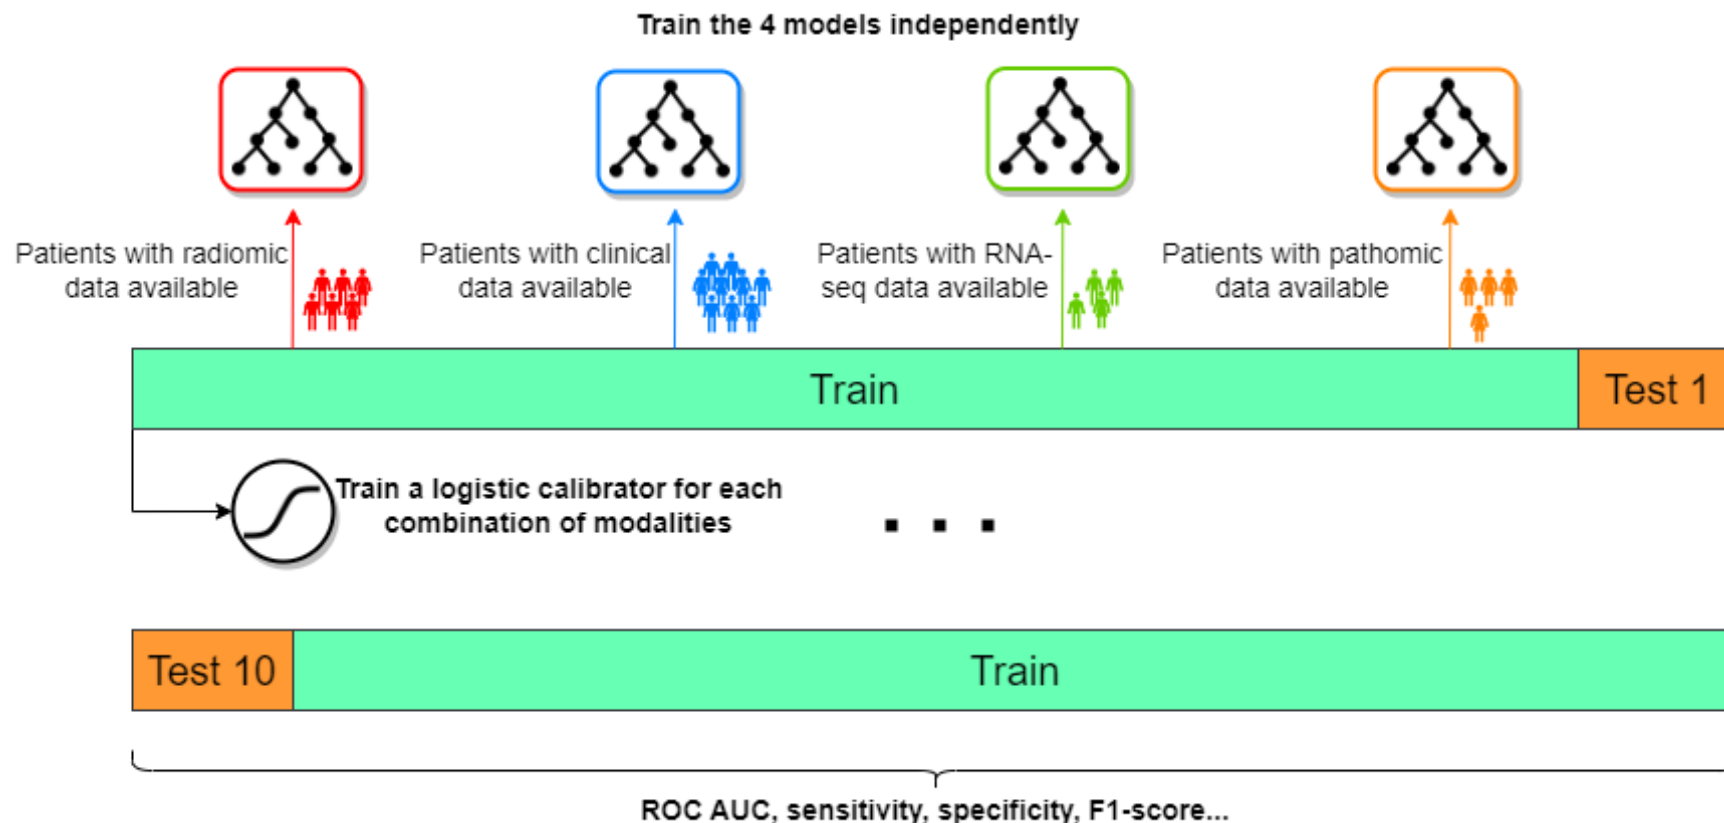 Train the 4 models independently
Patients with radiomic
data available
Patients with clinical
data available
Patients with RNA-
seq data available
Patients with pathomic
data available
Train
Test 1
Train a logistic calibrator for each
combination of modalities
Test 10
Train
ROC AUC, sensitivity, specificity, F1-score...